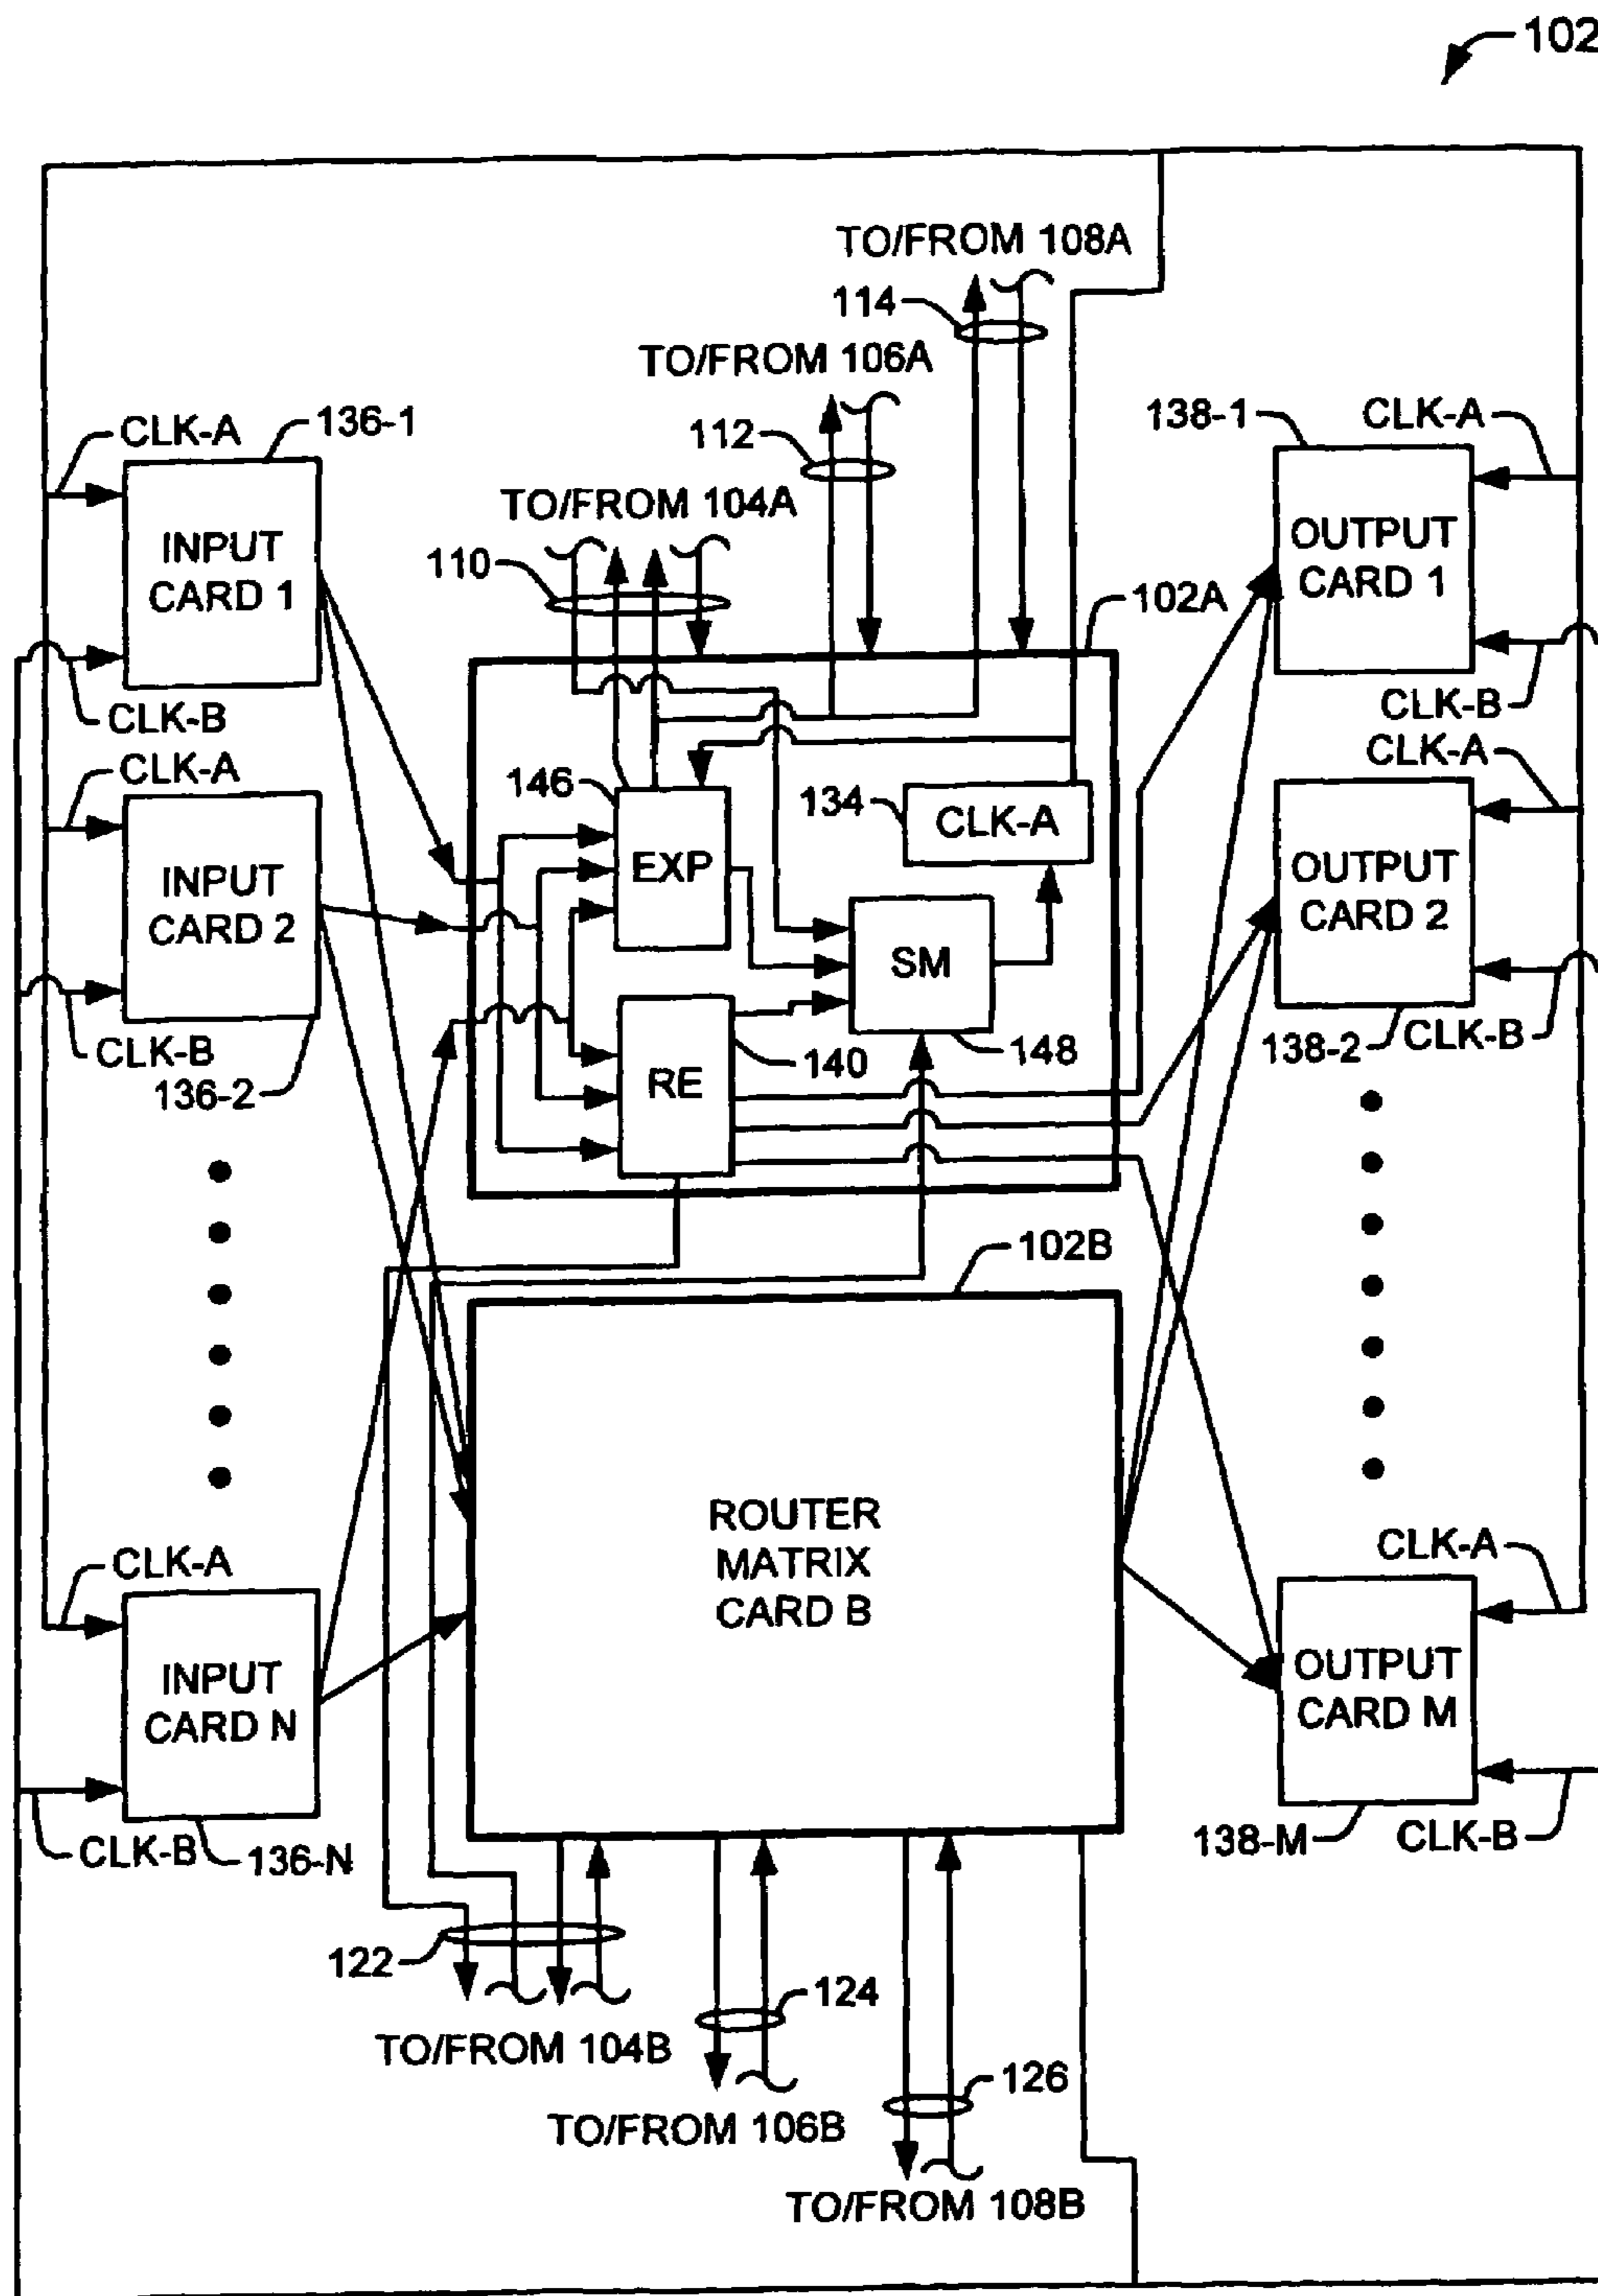 102
TO/FROM 108A
114
TO/FROM 106A
112
TO/FROM 104A
110
102A
CLK-A
136-1
INPUT
CARD 1
CLK-B
138-1
CLK-A
OUTPUT
CARD 1
CLK-B
CLK-A
INPUT
CARD 2
CLK-B
136-2
CLK-A
OUTPUT
CARD 2
138-2
CLK-B
146
EXP
134
CLK-A
SM
148
140
RE
102B
ROUTER
MATRIX
CARD B
CLK-A
INPUT
CARD N
CLK-B
136-N
CLK-A
OUTPUT
CARD M
138-M
CLK-B
122
TO/FROM 104B
124
TO/FROM 106B
126
TO/FROM 108B